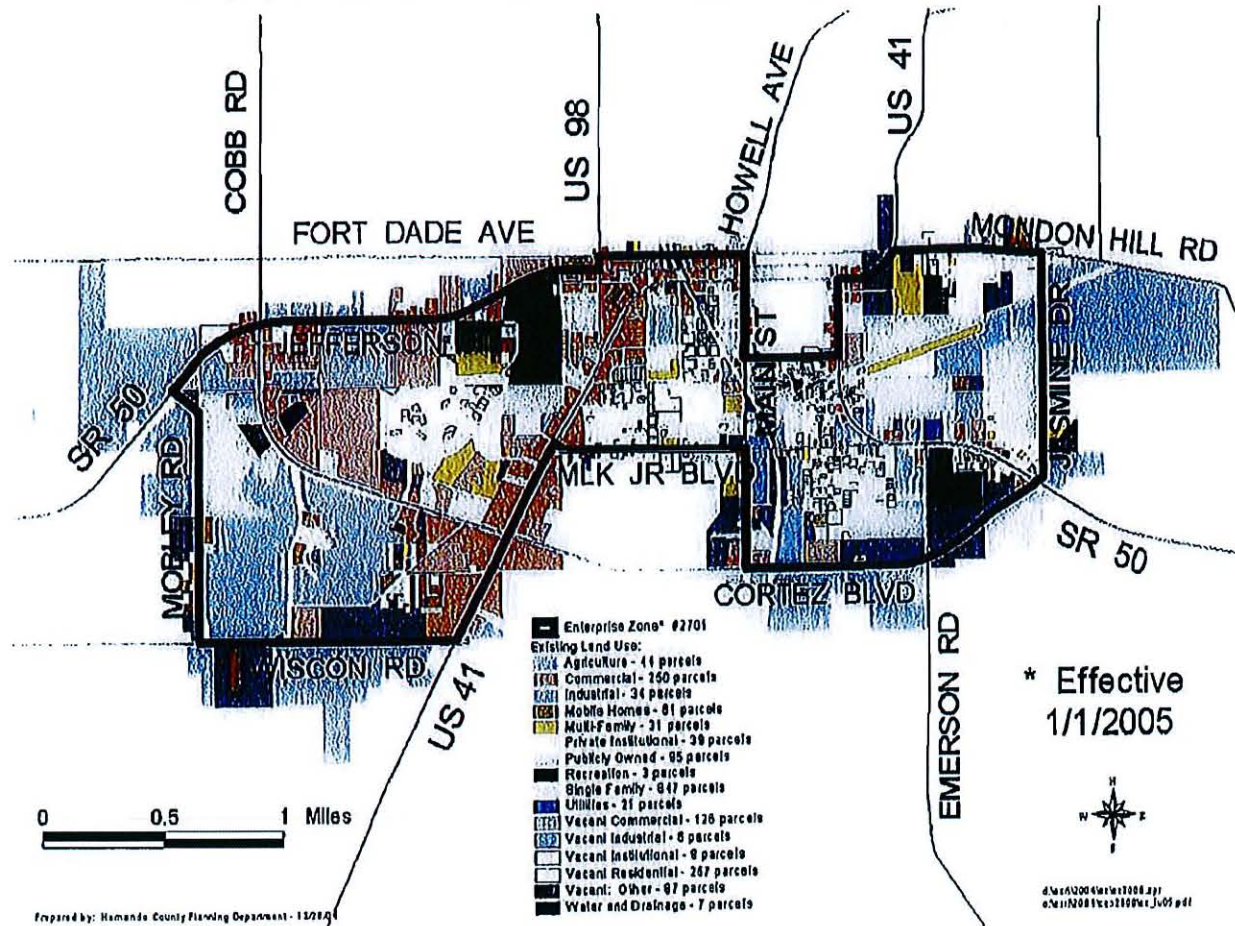 COBB RD
US 98
HOWELL AVE
US 41
FORT DADE AVE
MONDON HILL RD
JEFFERSON
MAIN ST
JASMINE DR
SR 50
MLK JR BLVD
MOBLEY RD
SR 50
CORTEZ BLVD
WISCON RD
US 41
EMERSON RD
Enterprise Zone* #2701
Existing Land Use:
Agriculture - 44 parcels
Commercial - 250 parcels
Industrial - 34 parcels
Mobile Homes - 61 parcels
Multi-Family - 31 parcels
Private Institutional - 39 parcels
Publicly Owned - 95 parcels
Recreation - 3 parcels
Single Family - 847 parcels
Utilities - 21 parcels
Vacant Commercial - 136 parcels
Vacant Industrial - 6 parcels
Vacant Institutional - 9 parcels
Vacant Residential - 267 parcels
Vacant: Other - 97 parcels
Water and Drainage - 7 parcels
* Effective
1/1/2005
N
W E
0 0.5 1 Miles
Prepared by: Hernando County Planning Department -